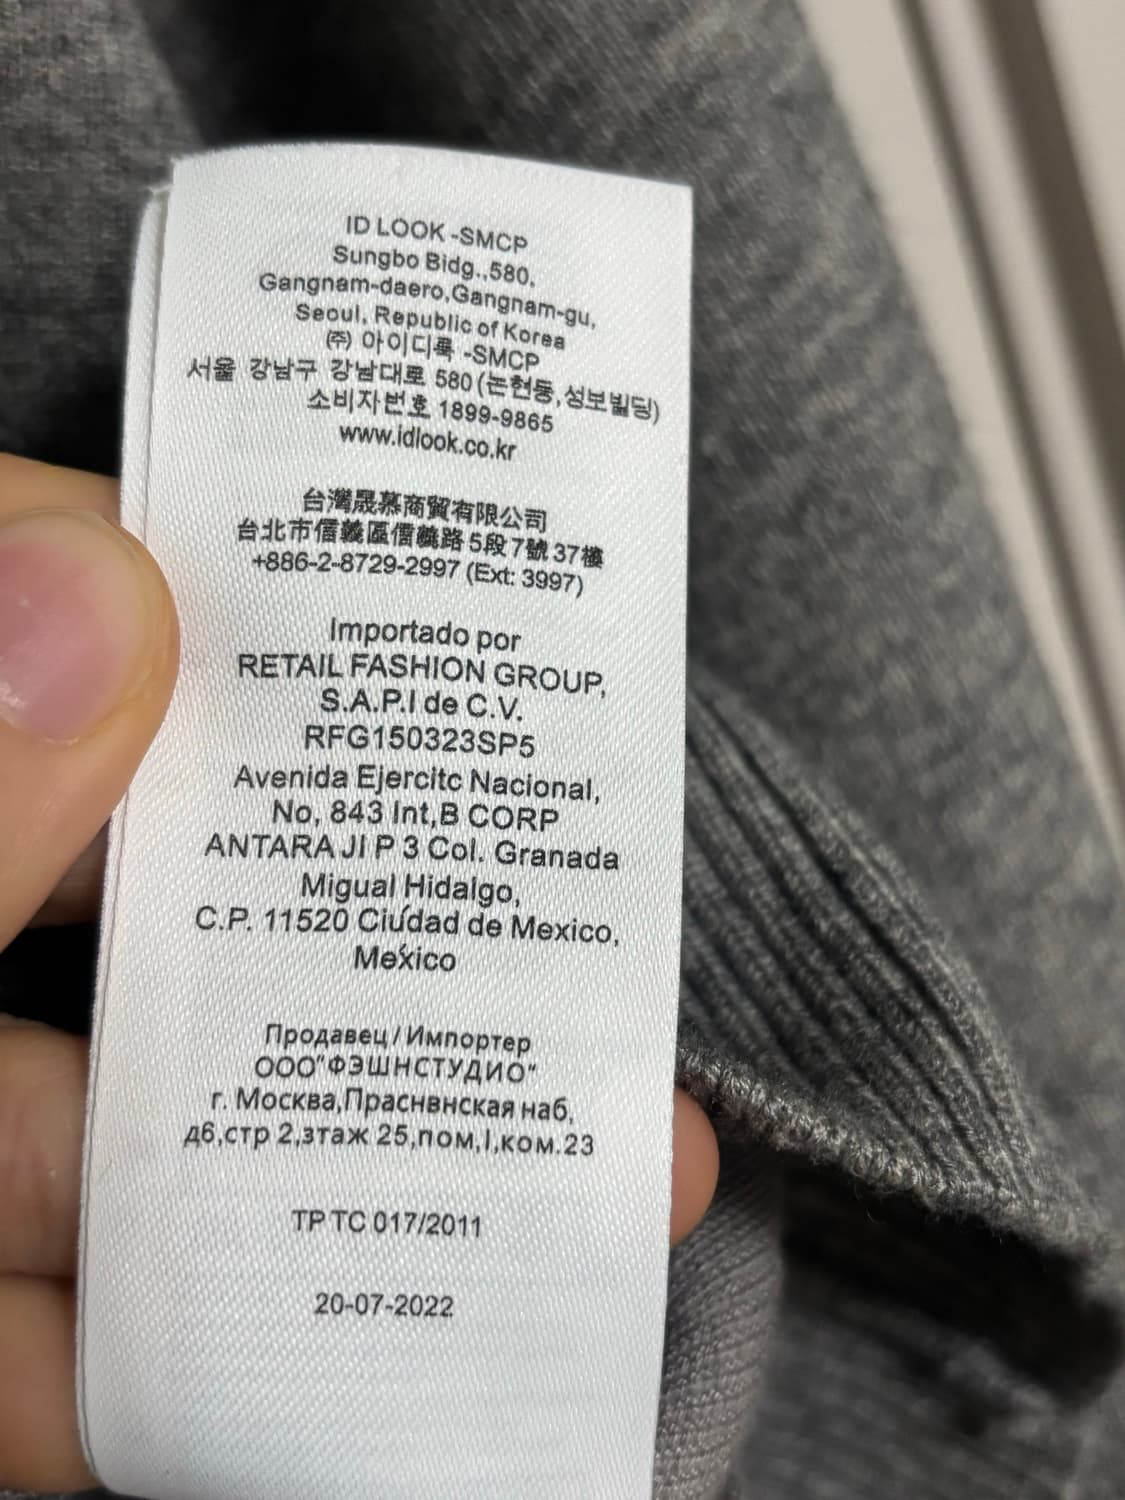 ID LOOK -SMCP
Sungbo Bidg.,580,
Gangnam-daero,Gangnam-gu,
Seoul, Republic of Korea
㈜ 아이디룩 -SMCP
서울 강남구 강남대로 580 (논현동,성보빌딩)
소비자번호 1899-9865
www.idlook.co.kr
台灣晟慕商貿有限公司
台北市信義區信義路5段7號37樓
+886-2-8729-2997 (Ext: 3997)
Importado por
RETAIL FASHION GROUP,
S.A.P.I de C.V.
RFG150323SP5
Avenida Ejercitc Nacional,
No, 843 Int,B CORP
ANTARA JI P 3 Col. Granada
Migual Hidalgo,
C.P. 11520 Ciúdad de Mexico,
México
Продавец / Импортер
ООО"ФЭШНСТУДИО"
г. Москва,Праснвнская наб,
д6,стр 2,зтаж 25,пом,I,ком.23
ТР ТС 017/2011
20-07-2022